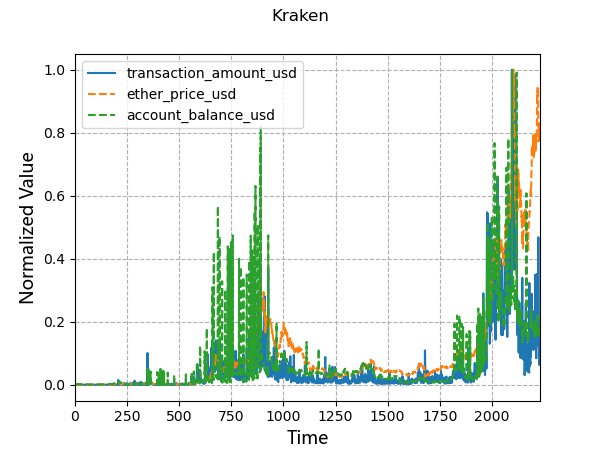 Kraken
transaction_amount_usd
ether_price_usd
account_balance_usd
Normalized Value
1.0
0.8
0.6
0.4
0.2
0.0
0 250 500 750 1000 1250 1500 1750 2000
Time